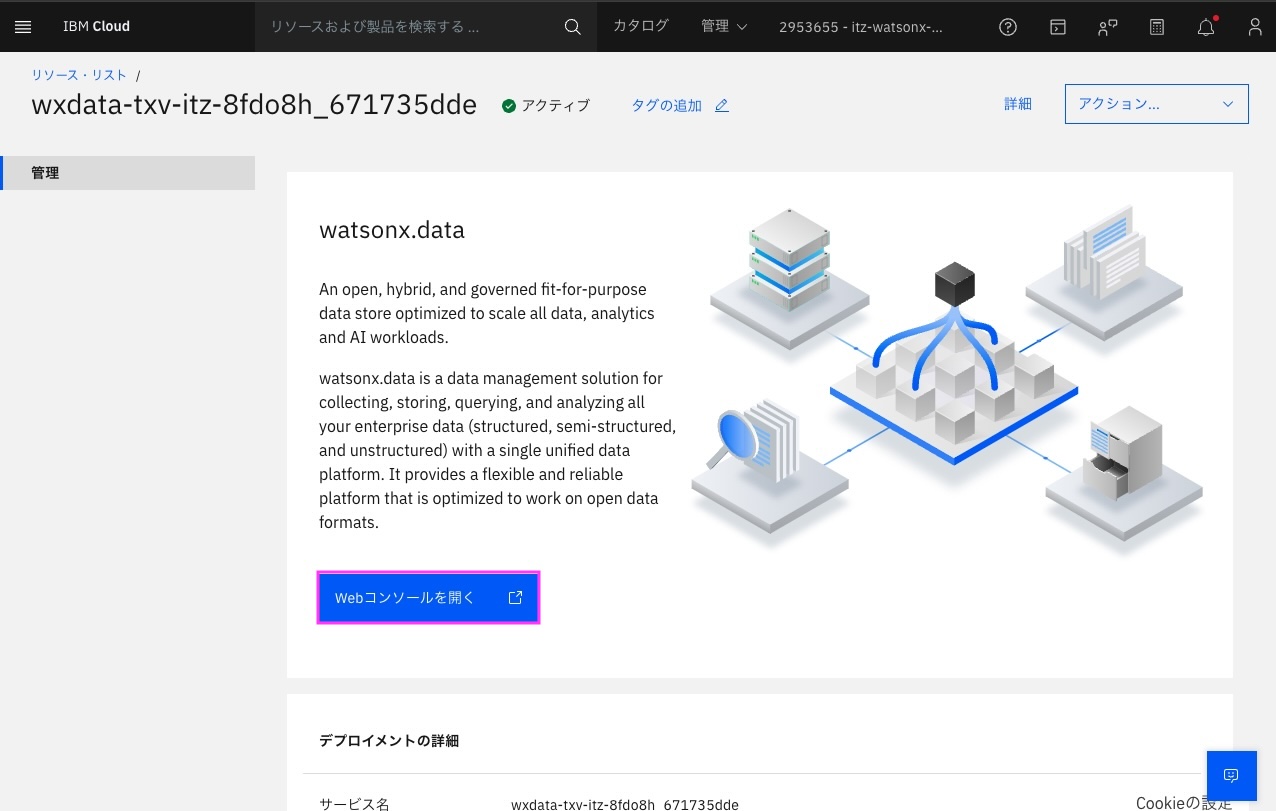 IBM Cloud
リソースおよび製品を検索する ...
カタログ
管理
2953655 - itz-watsonx-...
リソース・リスト /
wxdata-txv-itz-8fdo8h_671735dde
アクティブ
タグの追加
詳細
アクション...
管理
watsonx.data
An open, hybrid, and governed fit-for-purpose
data store optimized to scale all data, analytics
and AI workloads.
watsonx.data is a data management solution for
collecting, storing, querying, and analyzing all
your enterprise data (structured, semi-structured,
and unstructured) with a single unified data
platform. It provides a flexible and reliable
platform that is optimized to work on open data
formats.
Webコンソールを開く
デプロイメントの詳細
サービス名
wxdata-txv-itz-8fdo8h_671735dde
Cookieの設定